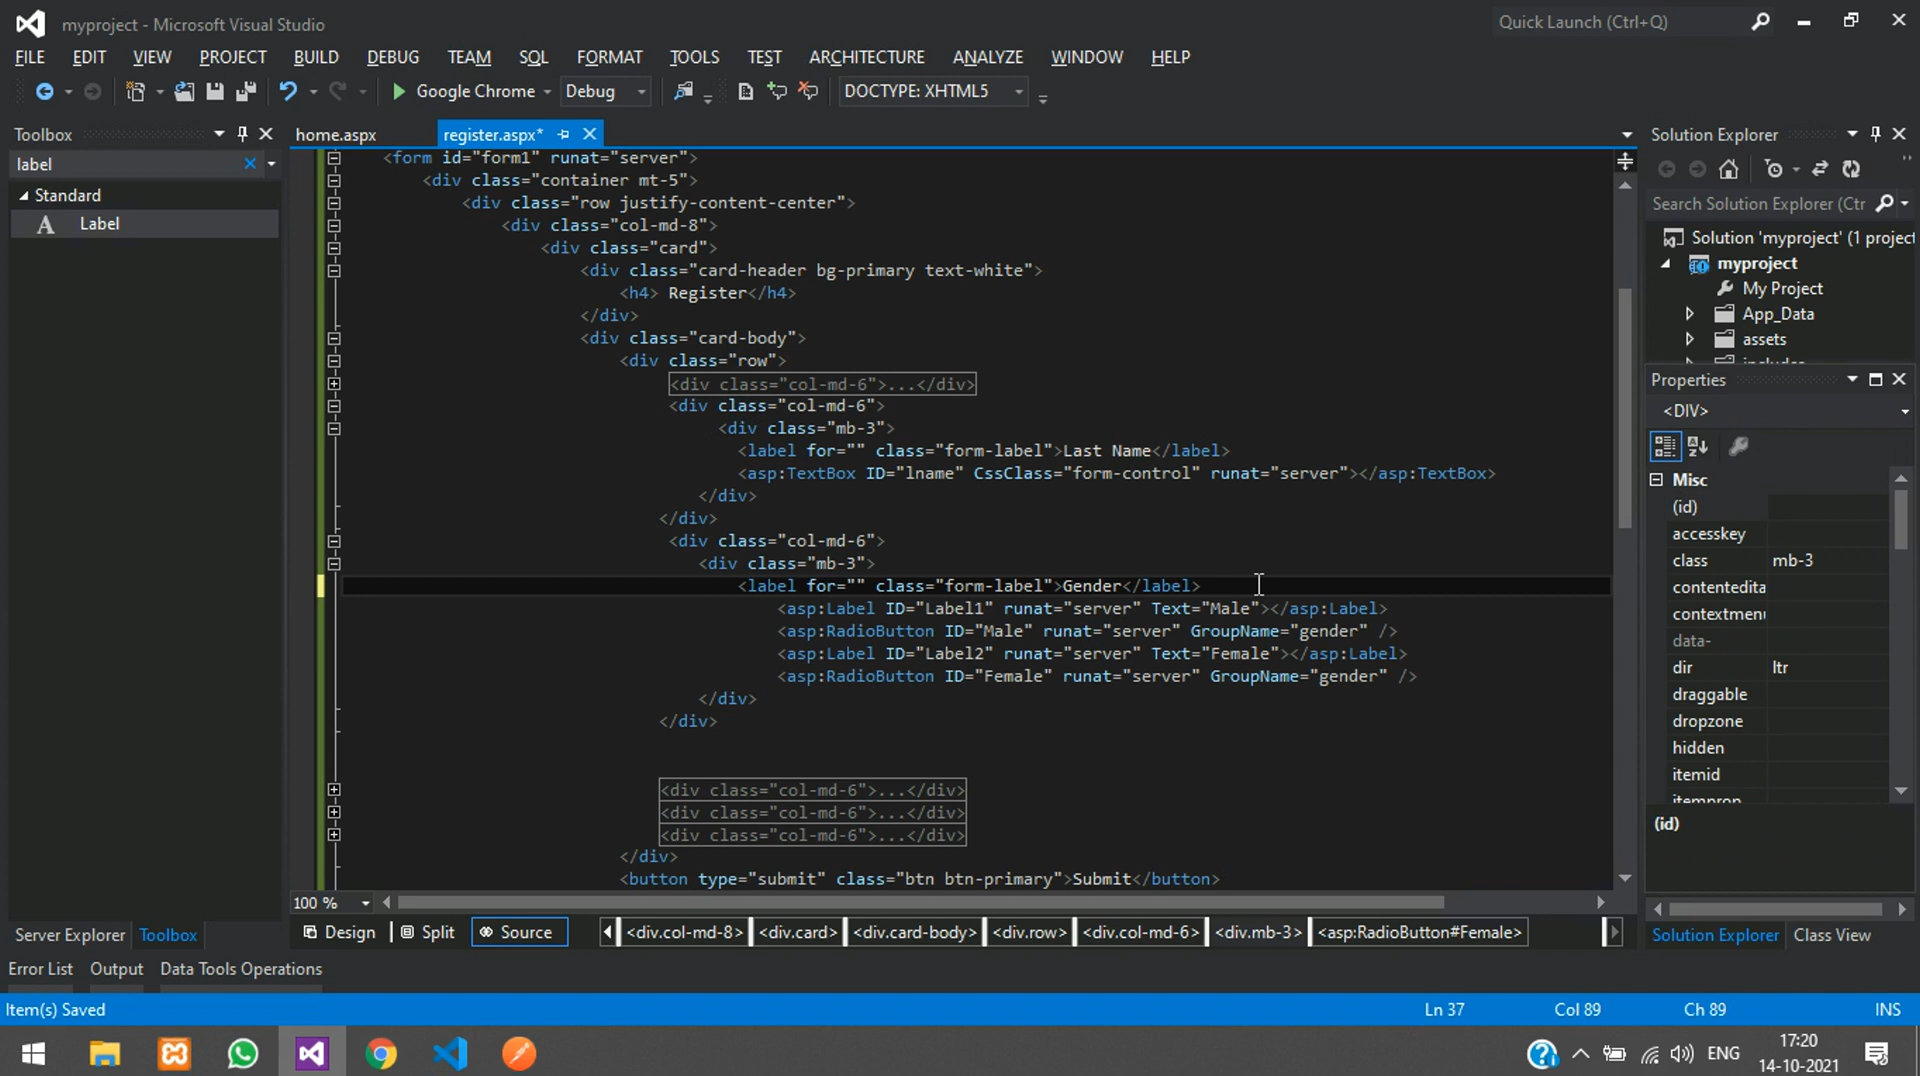 myproject - Microsoft Visual Studio
Quick Launch (Ctrl+Q)
FILE EDIT VIEW PROJECT BUILD DEBUG TEAM SQL FORMAT TOOLS TEST ARCHITECTURE ANALYZE WINDOW HELP
Google Chrome Debug DOCTYPE: XHTML5
Toolbox
home.aspx register.aspx*
Solution Explorer
label
Standard
A Label
<form id="form1" runat="server">
<div class="container mt-5">
<div class="row justify-content-center">
<div class="col-md-8">
<div class="card">
<div class="card-header bg-primary text-white">
<h4> Register</h4>
</div>
<div class="card-body">
<div class="row">
<div class="col-md-6">...</div>
<div class="col-md-6">
<div class="mb-3">
<label for="" class="form-label">Last Name</label>
<asp:TextBox ID="lname" CssClass="form-control" runat="server"></asp:TextBox>
</div>
</div>
<div class="col-md-6">
<div class="mb-3">
<label for="" class="form-label">Gender</label>
<asp:Label ID="Label1" runat="server" Text="Male"></asp:Label>
<asp:RadioButton ID="Male" runat="server" GroupName="gender" />
<asp:Label ID="Label2" runat="server" Text="Female"></asp:Label>
<asp:RadioButton ID="Female" runat="server" GroupName="gender" />
</div>
</div>
<div class="col-md-6">...</div>
<div class="col-md-6">...</div>
<div class="col-md-6">...</div>
</div>
<button type="submit" class="btn btn-primary">Submit</button>
100 %
Design Split Source <div.col-md-8> <div.card> <div.card-body> <div.row> <div.col-md-6> <div.mb-3> <asp:RadioButton#Female>
Search Solution Explorer (Ctr
Solution 'myproject' (1 project
myproject
My Project
App_Data
assets
Properties
<DIV>
Misc
(id)
accesskey
class mb-3
contentedita
contextmenu
data-
dir ltr
draggable
dropzone
hidden
itemid
itemprop
(id)
Solution Explorer Class View
Server Explorer Toolbox
Error List Output Data Tools Operations
Item(s) Saved
Ln 37 Col 89 Ch 89 INS
ENG
17:20
14-10-2021